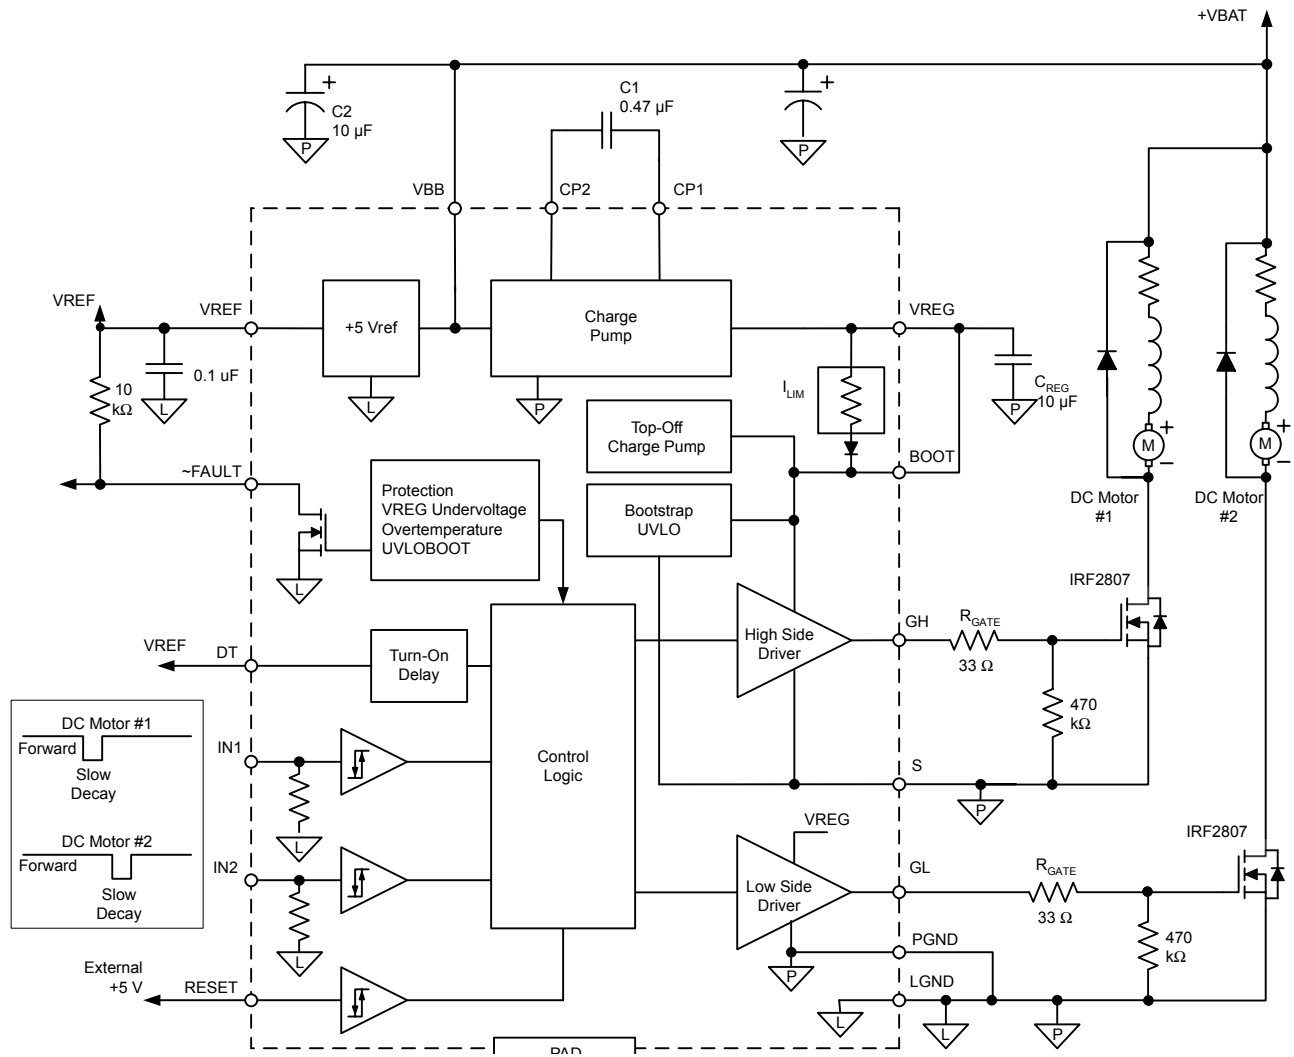 +VBAT
+
C2
10 µF
P
C1
0.47 µF
+
P
VBB
CP2
CP1
VREF
VREF
+5 Vref
Charge
Pump
VREG
10
kΩ
0.1 uF
L
L
P
ILIM
CREG
10 µF
P
Top-Off
Charge Pump
BOOT
M
+
–
M
+
–
DC Motor
#1
DC Motor
#2
~FAULT
Protection
VREG Undervoltage
Overtemperature
UVLOBOOT
Bootstrap
UVLO
L
IRF2807
VREF
DT
Turn-On
Delay
High Side
Driver
GH
RGATE
33 Ω
470
kΩ
DC Motor #1
Forward
Slow
Decay
DC Motor #2
Forward
Slow
Decay
IN1
L
Control
Logic
S
P
IN2
L
VREG
Low Side
Driver
P
GL
RGATE
33 Ω
IRF2807
470
kΩ
PGND
LGND
L
L
P
External
+5 V
RESET
PAD